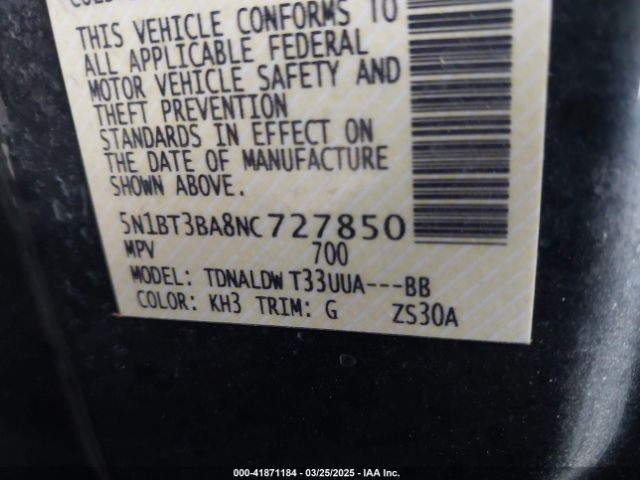 THIS VEHICLE CONFORMS TO
ALL APPLICABLE FEDERAL
MOTOR VEHICLE SAFETY AND
THEFT PREVENTION
STANDARDS IN EFFECT ON
THE DATE OF MANUFACTURE
SHOWN ABOVE.
5N1BT3BA8NC727850
MPV 700
MODEL: TDNALDW T33UUA---BB
COLOR: KH3 TRIM: G ZS30A
000-41871184 - 03/25/2025 - IAA Inc.